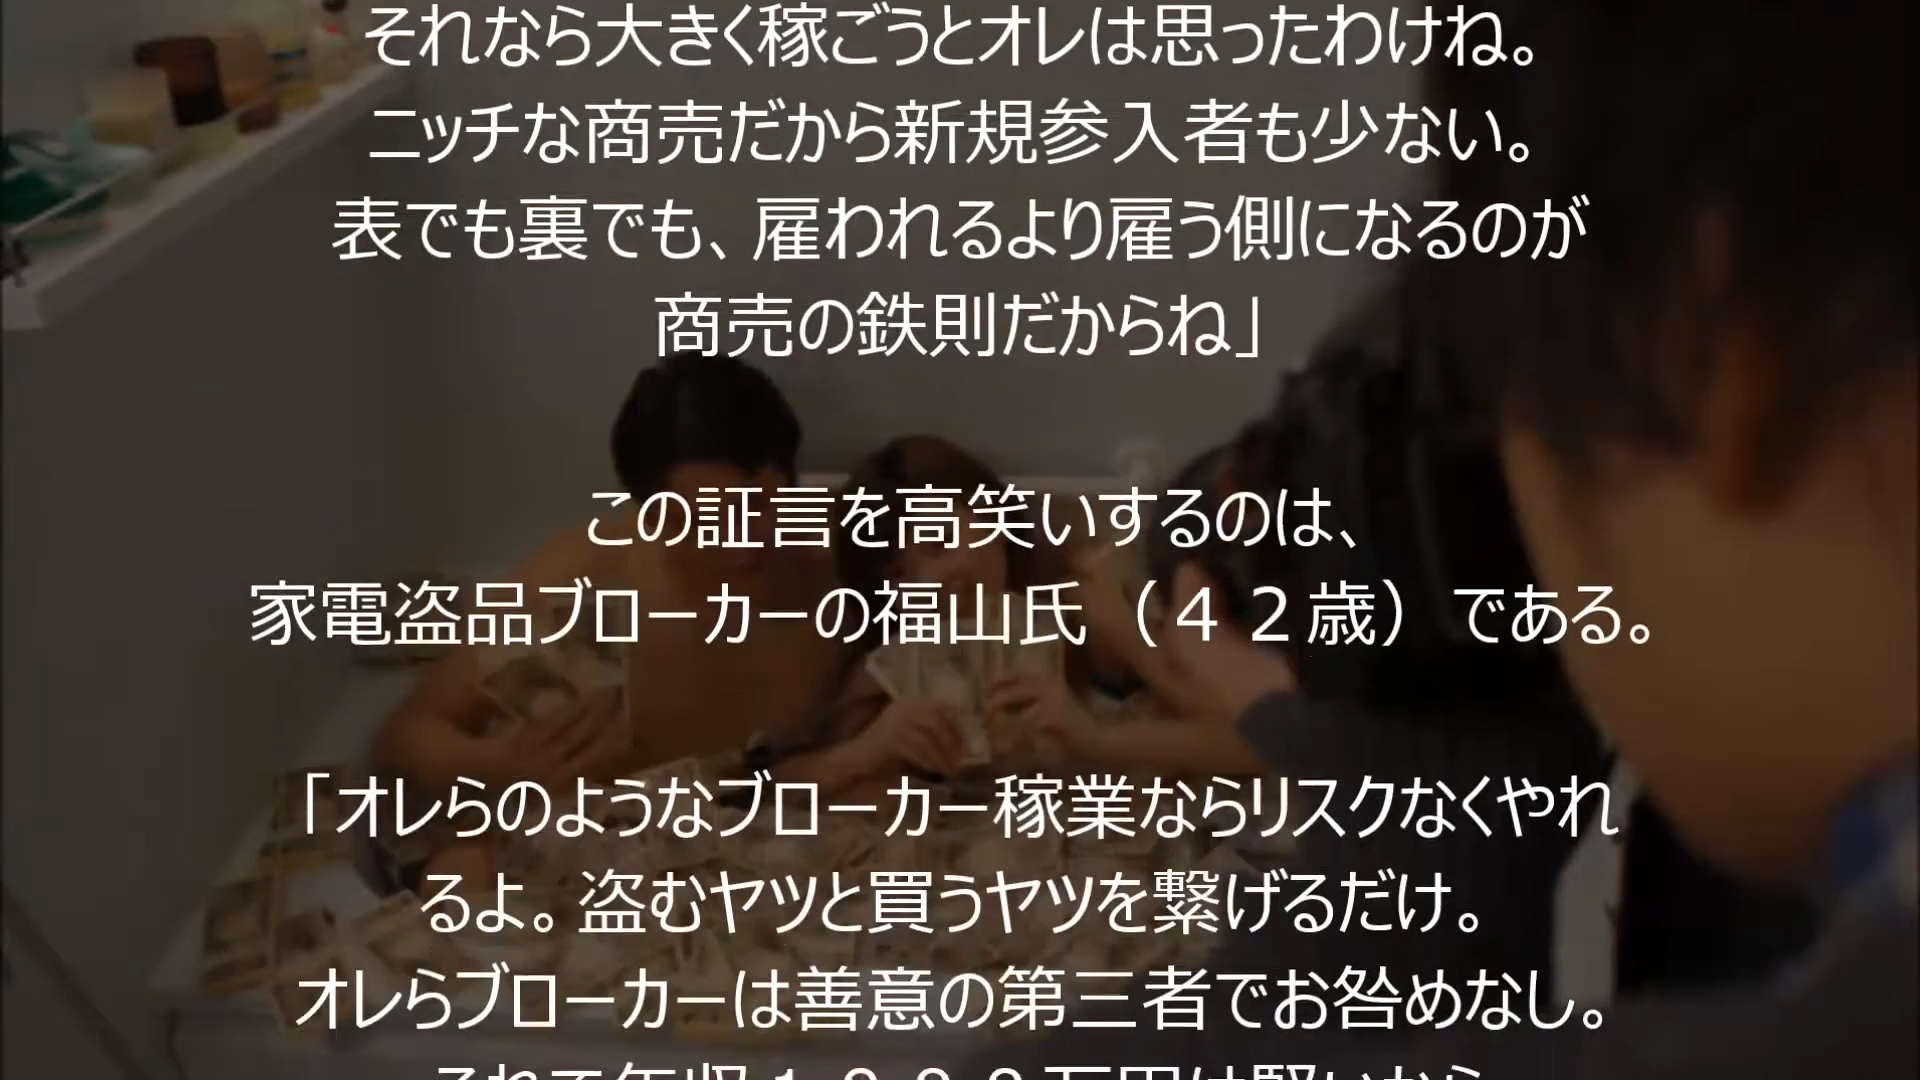 それなら大きく稼ごうとオレは思ったわけね。
ニッチな商売だから新規参入者も少ない。
表でも裏でも、雇われるより雇う側になるのが
商売の鉄則だからね」
この証言を高笑いするのは、
家電盗品ブローカーの福山氏（４２歳）である。
「オレらのようなブローカー稼業ならリスクなくやれ
るよ。盗むヤツと買うヤツを繋げるだけ。
オレらブローカーは善意の第三者でお咎めなし。